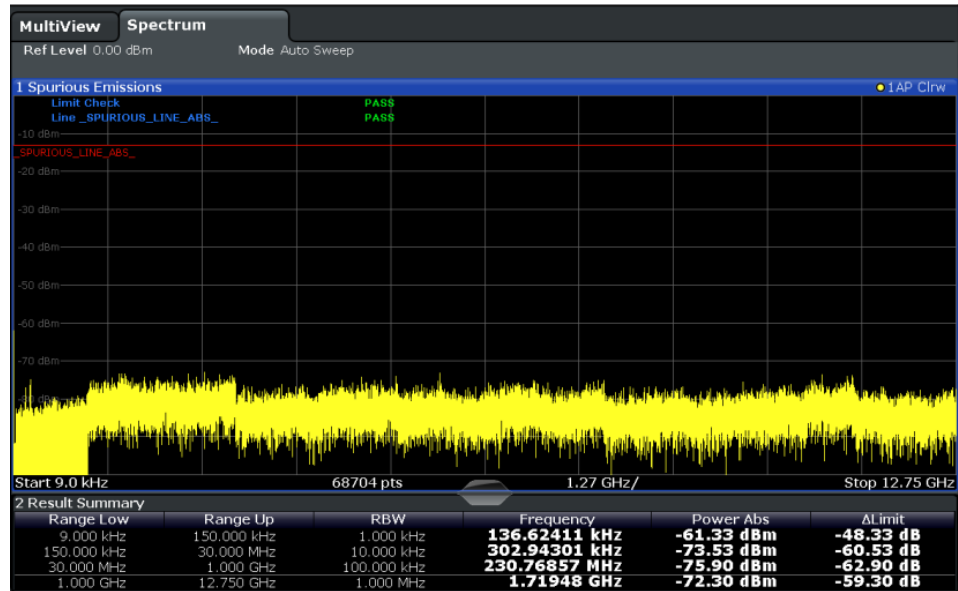 MultiView Spectrum
Ref Level 0.00 dBm Mode Auto Sweep
1 Spurious Emissions 1AP Clrw
Limit Check PASS
Line _SPURIOUS_LINE_ABS_ PASS
-10 dBm
_SPURIOUS_LINE_ABS_
-20 dBm
-30 dBm
-40 dBm
-50 dBm
-60 dBm
-70 dBm
Start 9.0 kHz 68704 pts 1.27 GHz/ Stop 12.75 GHz
2 Result Summary
Range Low Range Up RBW Frequency Power Abs ΔLimit
9.000 kHz 150.000 kHz 1.000 kHz 136.62411 kHz -61.33 dBm -48.33 dB
150.000 kHz 30.000 MHz 10.000 kHz 302.94301 kHz -73.53 dBm -60.53 dB
30.000 MHz 1.000 GHz 100.000 kHz 230.76857 MHz -75.90 dBm -62.90 dB
1.000 GHz 12.750 GHz 1.000 MHz 1.71948 GHz -72.30 dBm -59.30 dB